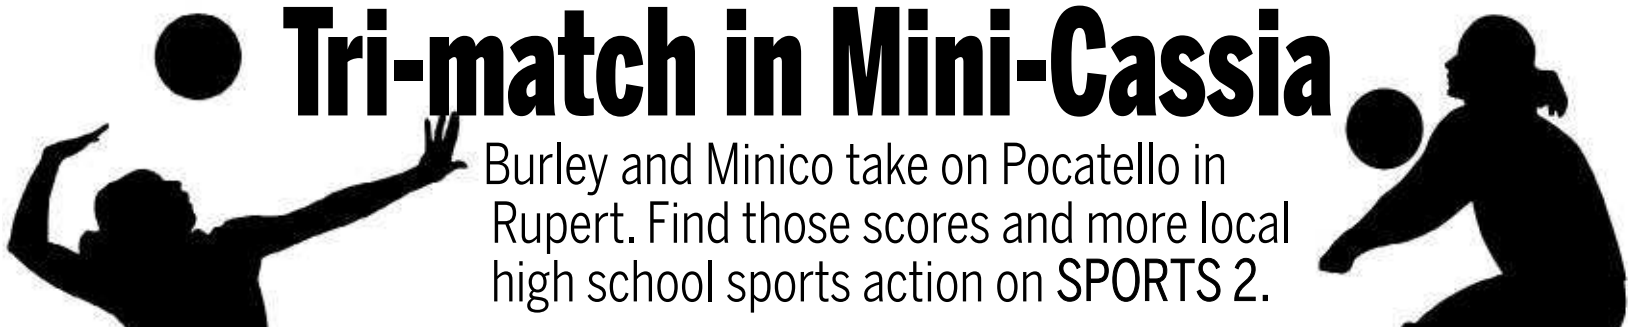 Tri-match in Mini-Cassia
Burley and Minico take on Pocatello in
Rupert. Find those scores and more local
high school sports action on SPORTS 2.